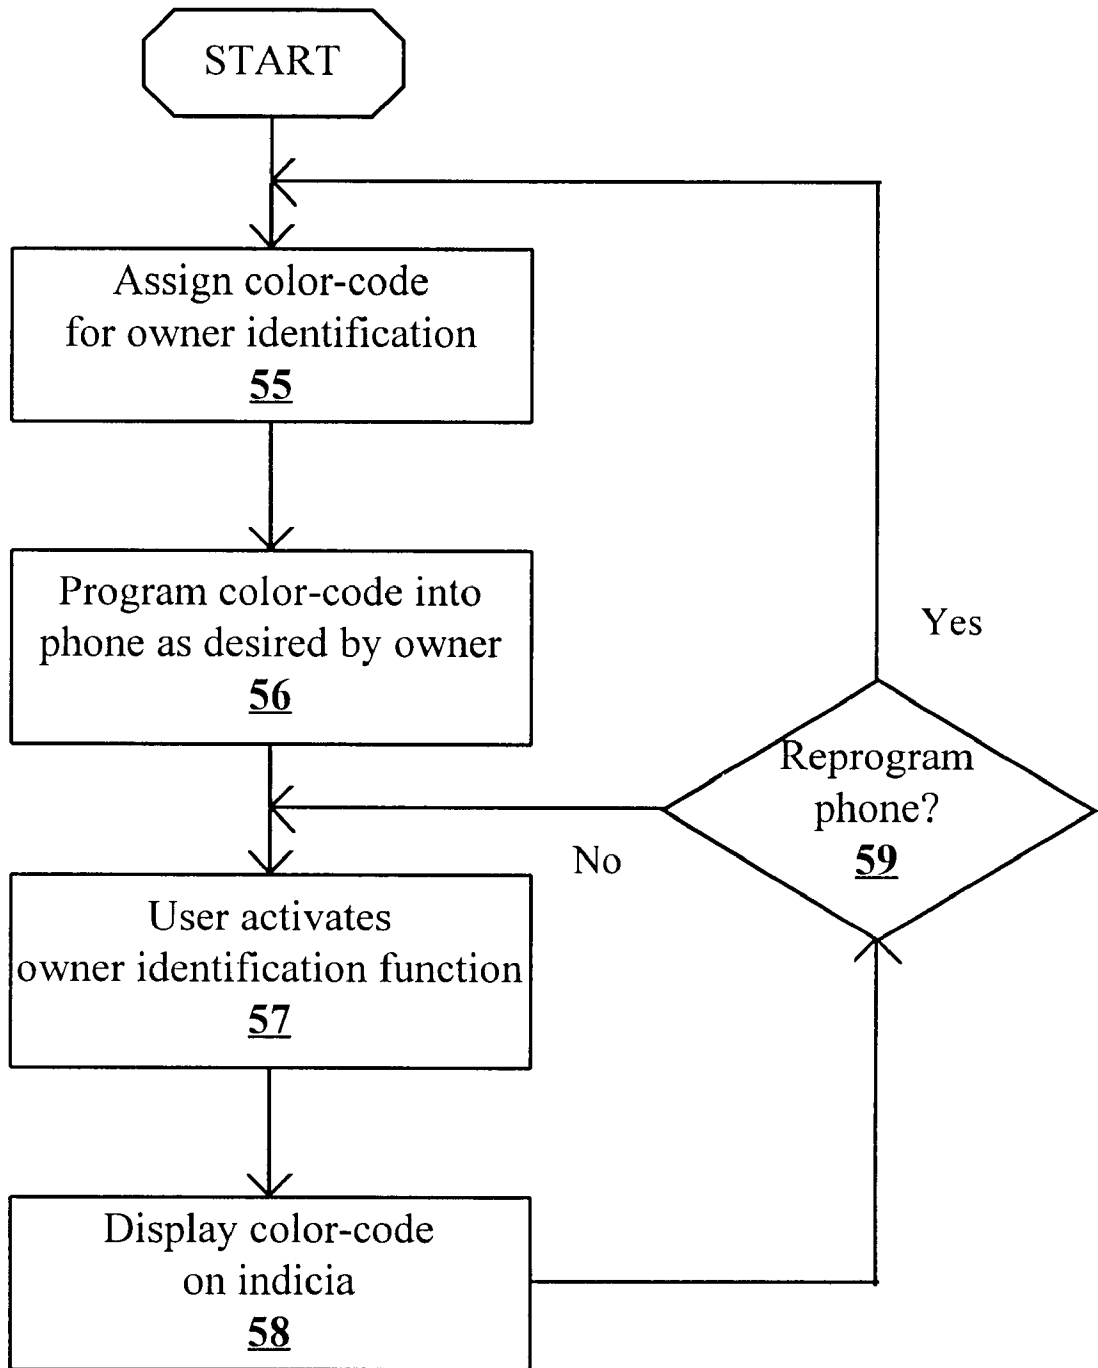 START
Assign color-code
for owner identification
55
Program color-code into
phone as desired by owner
56
Yes
Reprogram
phone?
59
No
User activates
owner identification function
57
Display color-code
on indicia
58